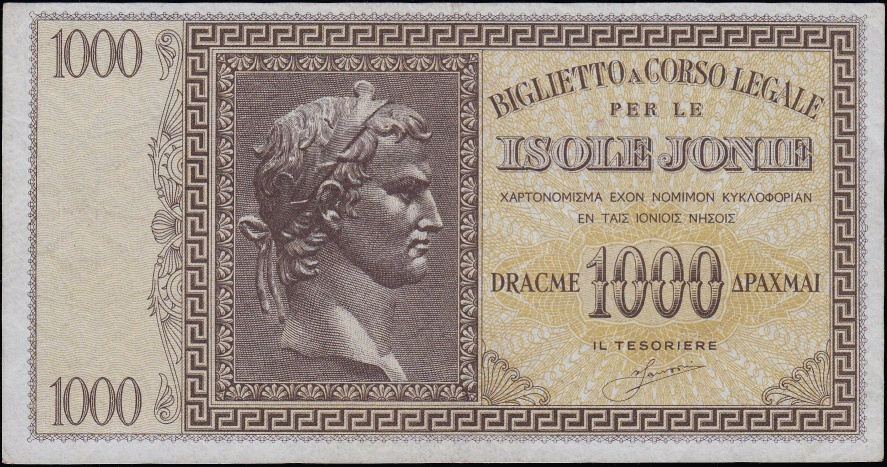 1000
BIGLIETTO A CORSO LEGALE
PER LE
ISOLE JONIE
ΧΑΡΤΟΝΟΜΙΣΜΑ ΕΧΟΝ ΝΟΜΙΜΟΝ ΚΥΚΛΟΦΟΡΙΑΝ
ΕΝ ΤΑΙΣ ΙΟΝΙΟΙΣ ΝΗΣΟΙΣ
DRACME 1000 ΔΡΑΧΜΑΙ
IL TESORIERE
1000